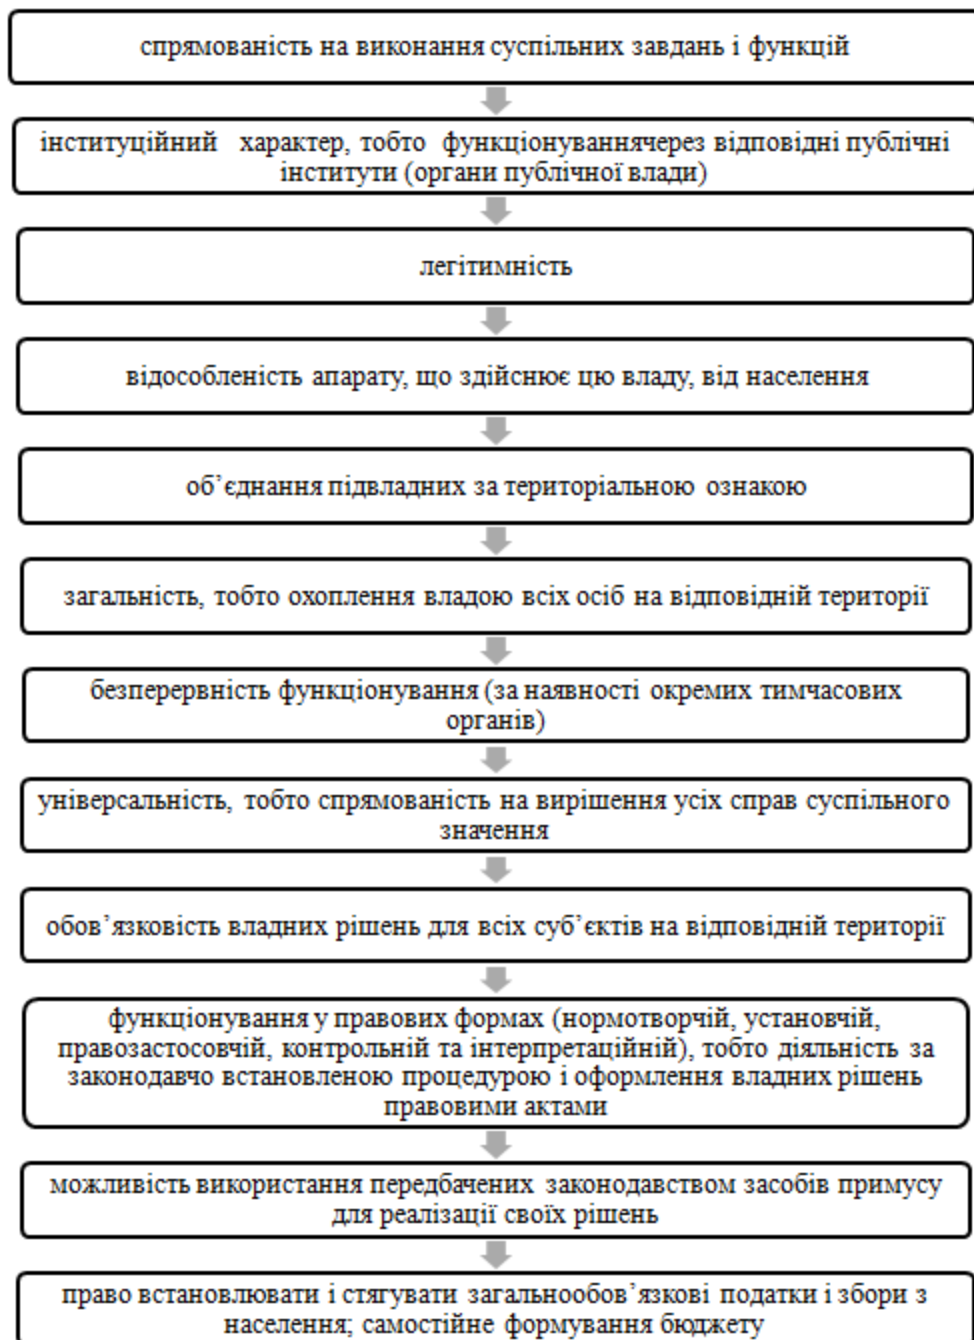 спрямованість на виконання суспільних завдань і функцій
інституційний характер, тобто функціонуваннячерез відповідні публічні
інститути (органи публічної влади)
легітимність
відособленість апарату, що здійснює цю владу, від населення
об’єднання підвладних за територіальною ознакою
загальність, тобто охоплення владою всіх осіб на відповідній території
безперервність функціонування (за наявності окремих тимчасових
органів)
універсальність, тобто спрямованість на вирішення усіх справ суспільного
значення
обов’язковість владних рішень для всіх суб’єктів на відповідній території
функціонування у правових формах (нормотворчій, установчій,
правозастосовчій, контрольній та інтерпретаційній), тобто діяльність за
законодавчо встановленою процедурою і оформлення владних рішень
правовими актами
можливість використання передбачених законодавством засобів примусу
для реалізації своїх рішень
право встановлювати і стягувати загальнообов’язкові податки і збори з
населення; самостійне формування бюджету